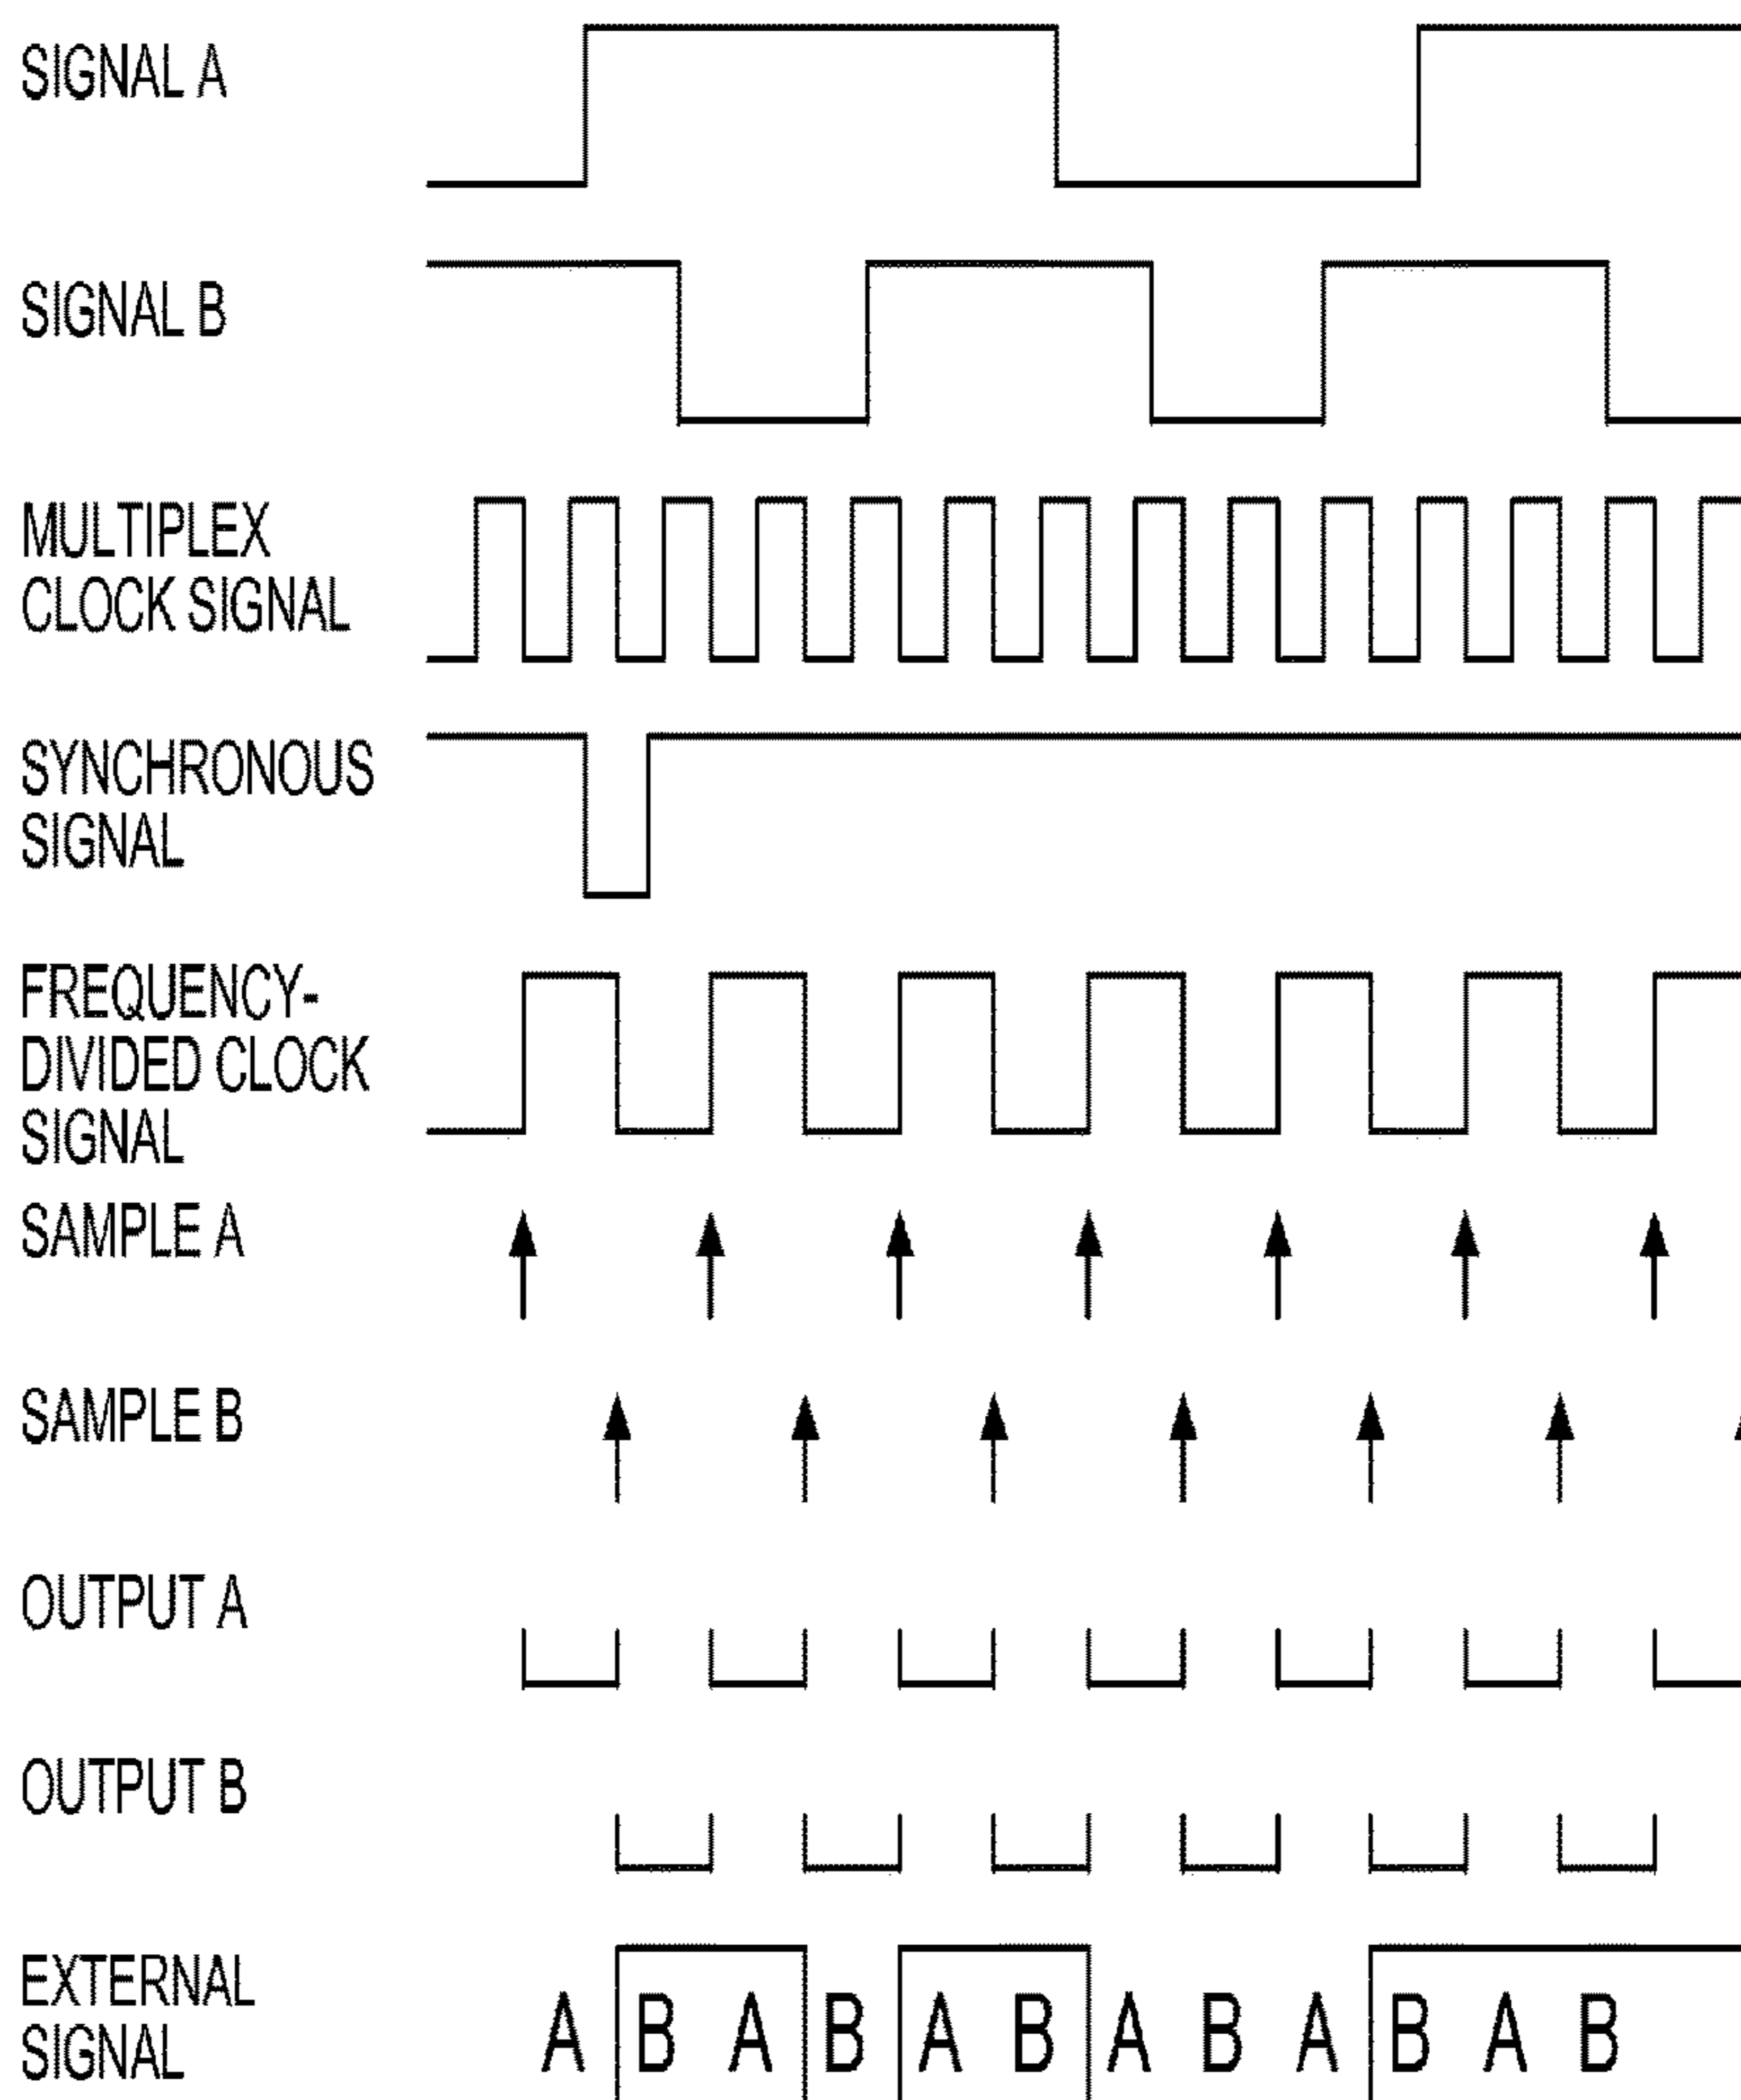 SIGNAL A
SIGNAL B
MULTIPLEX
CLOCK SIGNAL
SYNCHRONOUS
SIGNAL
FREQUENCY-
DIVIDED CLOCK
SIGNAL
SAMPLE A
SAMPLE B
OUTPUT A
OUTPUT B
EXTERNAL
SIGNAL
A B A B A B A B A B A B